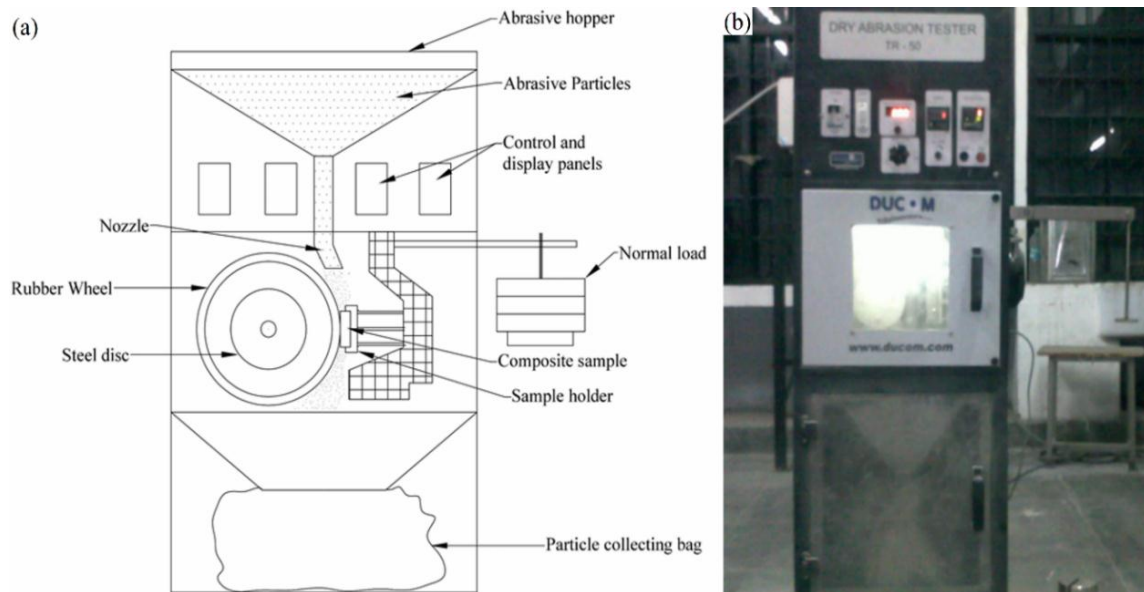 (a)
Abrasive hopper
Abrasive Particles
Control and
display panels
Nozzle
Normal load
Rubber Wheel
Steel disc
Composite sample
Sample holder
Particle collecting bag
(b)
DRY ABRASION TESTER
TR - 50
DUC•M
www.ducom.com